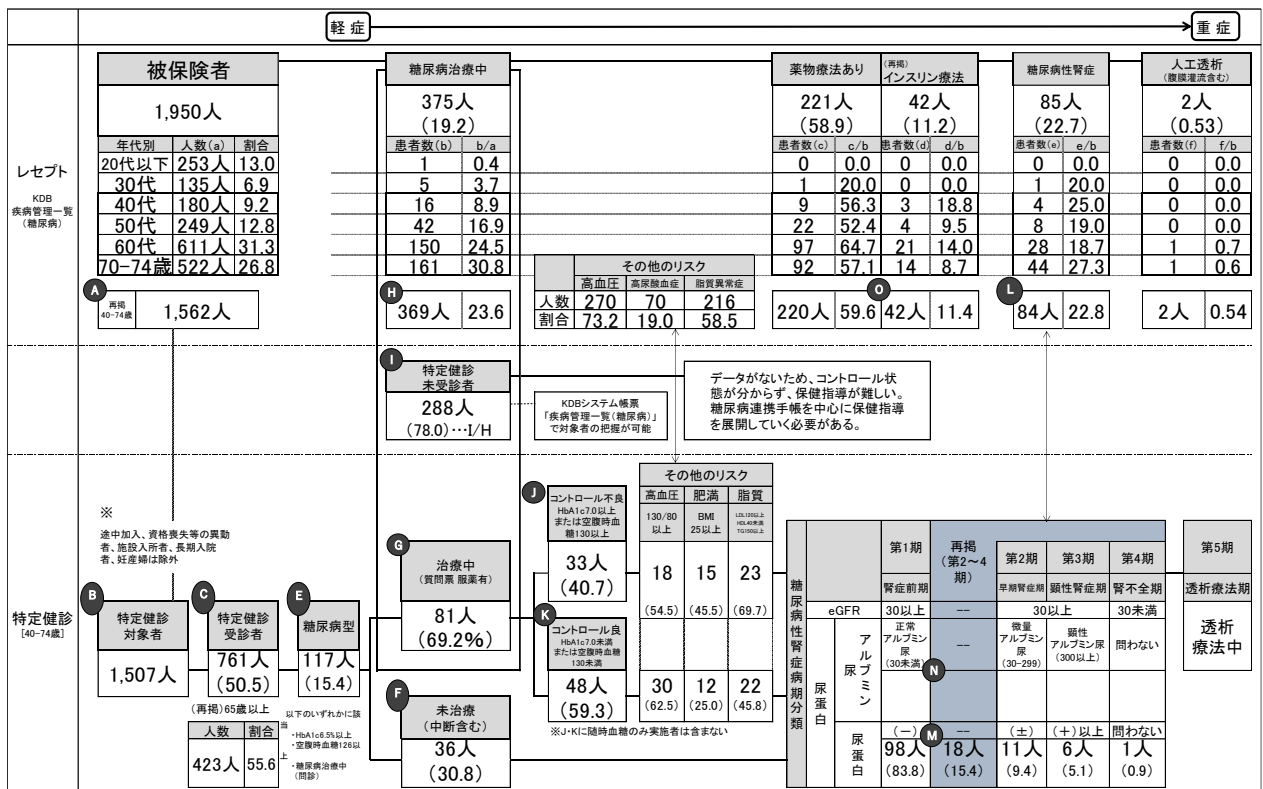 軽症
重症
レセプト
KDB
疾病管理一覧
(糖尿病)
被保険者
1,950人
年代別 人数(a) 割合
20代以下 253人 13.0
30代 135人 6.9
40代 180人 9.2
50代 249人 12.8
60代 611人 31.3
70-74歳 522人 26.8
A
再掲
40-74歳
1,562人
糖尿病治療中
375人
(19.2)
患者数(b) b/a
1 0.4
5 3.7
16 8.9
42 16.9
150 24.5
161 30.8
H
369人 23.6
その他のリスク
高血圧 高尿酸血症 脂質異常症
人数 270 70 216
割合 73.2 19.0 58.5
薬物療法あり
221人
(58.9)
患者数(c) c/b
0 0.0
1 20.0
9 56.3
22 52.4
97 64.7
92 57.1
220人 59.6
(再掲)
インスリン療法
42人
(11.2)
患者数(d) d/b
0 0.0
0 0.0
3 18.8
4 9.5
21 14.0
14 8.7
O
42人 11.4
糖尿病性腎症
85人
(22.7)
患者数(e) e/b
0 0.0
1 20.0
4 25.0
8 19.0
28 18.7
44 27.3
L
84人 22.8
人工透析
(腹膜灌流含む)
2人
(0.53)
患者数(f) f/b
0 0.0
0 0.0
0 0.0
0 0.0
1 0.7
1 0.6
2人 0.54
I
特定健診
未受診者
288人
(78.0)…I/H
KDBシステム帳票
「疾病管理一覧(糖尿病)」
で対象者の把握が可能
データがないため、コントロール状
態が分からず、保健指導が難しい。
糖尿病連携手帳を中心に保健指導
を展開していく必要がある。
特定健診
[40-74歳]
※
途中加入、資格喪失等の異動
者、施設入所者、長期入院
者、妊産婦は除外
B
特定健診
対象者
1,507人
C
特定健診
受診者
761人
(50.5)
(再掲)65歳以上
人数 割合
423人 55.6
E
糖尿病型
117人
(15.4)
以下のいずれかに該
当
・HbA1c6.5%以上
・空腹時血糖126以
上
・糖尿病治療中
(問診)
G
治療中
(質問票 服薬有)
81人
(69.2%)
F
未治療
(中断含む)
36人
(30.8)
J
コントロール不良
HbA1c7.0以上
または空腹時血
糖130以上
33人
(40.7)
K
コントロール良
HbA1c7.0未満
または空腹時血糖
130未満
48人
(59.3)
その他のリスク
高血圧 肥満 脂質
130/80
以上
BMI
25以上
LDL120以上
HDL40未満
TG150以上
18 15 23
(54.5) (45.5) (69.7)
30 12 22
(62.5) (25.0) (45.8)
※J・Kに随時血糖のみ実施者は含まない
糖尿病性腎症病期分類
第1期
腎症前期
再掲
(第2~4
期)
第2期
早期腎症期
第3期
顕性腎症期
第4期
腎不全期
第5期
透析療法期
eGFR 30以上 -- 30以上 30未満
尿蛋白
アルブミン尿
正常
アルブミン
尿
(30未満)
--
N
微量
アルブミン
尿
(30-299)
顕性
アルブミン尿
(300以上)
問わない
透析
療法中
尿蛋白
(-) -- (±) (+)以上 問わない
M
98人 18人 11人 6人 1人
(83.8) (15.4) (9.4) (5.1) (0.9)